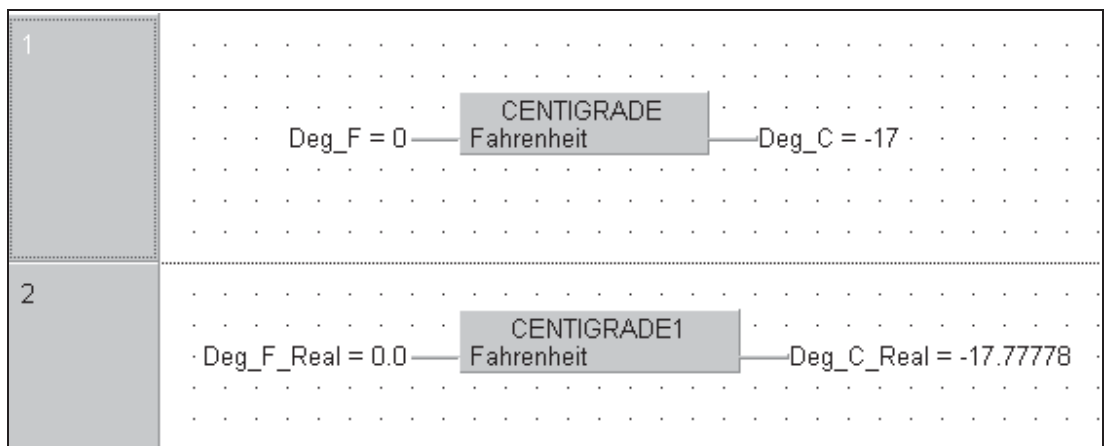 1
CENTIGRADE
Deg_F = 0 Fahrenheit Deg_C = -17
2
CENTIGRADE1
Deg_F_Real = 0.0 Fahrenheit Deg_C_Real = -17.77778